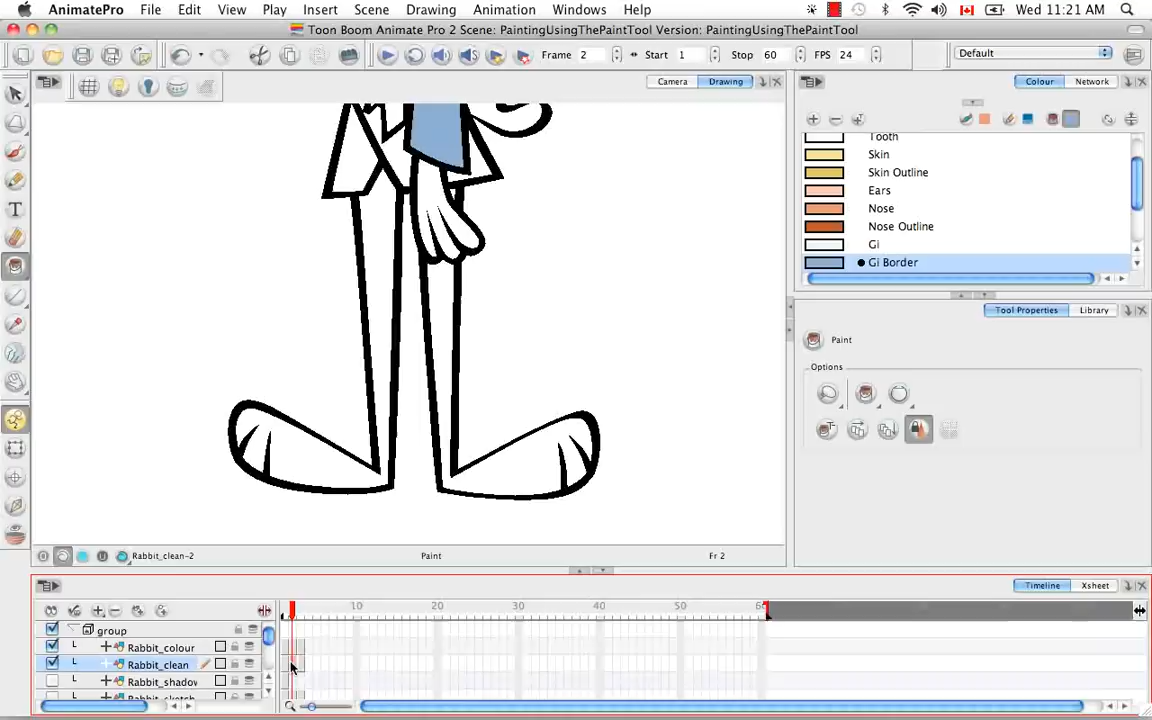 AnimatePro File Edit View Play Insert Scene Drawing Animation Windows Help Wed 11:21 AM
Toon Boom Animate Pro 2 Scene: PaintingUsingThePaintTool Version: PaintingUsingThePaintTool
Frame 2 Start 1 Stop 60 FPS 24 Default
Camera Drawing Colour Network
Tooth
Skin
Skin Outline
Ears
Nose
Nose Outline
Gi
Gi Border
Tool Properties Library
Paint
Options
Rabbit_clean-2 Paint Fr 2
Timeline Xsheet
10 20 30 40 50 60
group
Rabbit_colour
Rabbit_clean
Rabbit_shadow
Rabbit_sketch